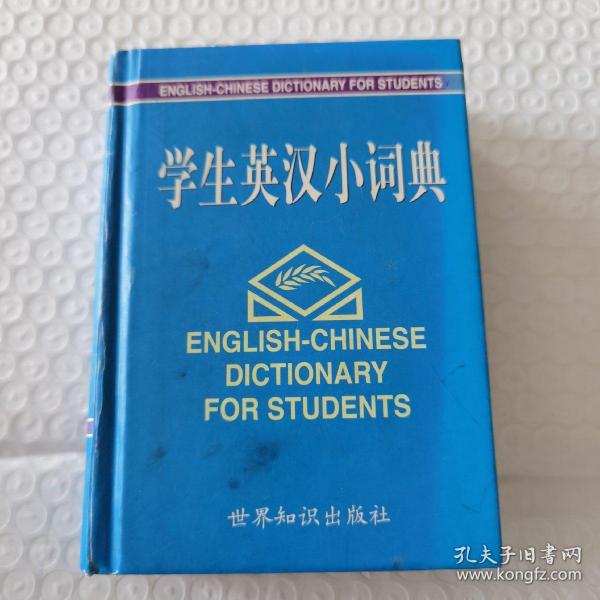 ENGLISH-CHINESE DICTIONARY FOR STUDENTS
学生英汉小词典
ENGLISH-CHINESE
DICTIONARY
FOR STUDENTS
世界知识出版社
孔夫子旧书网
www.kongfz.com